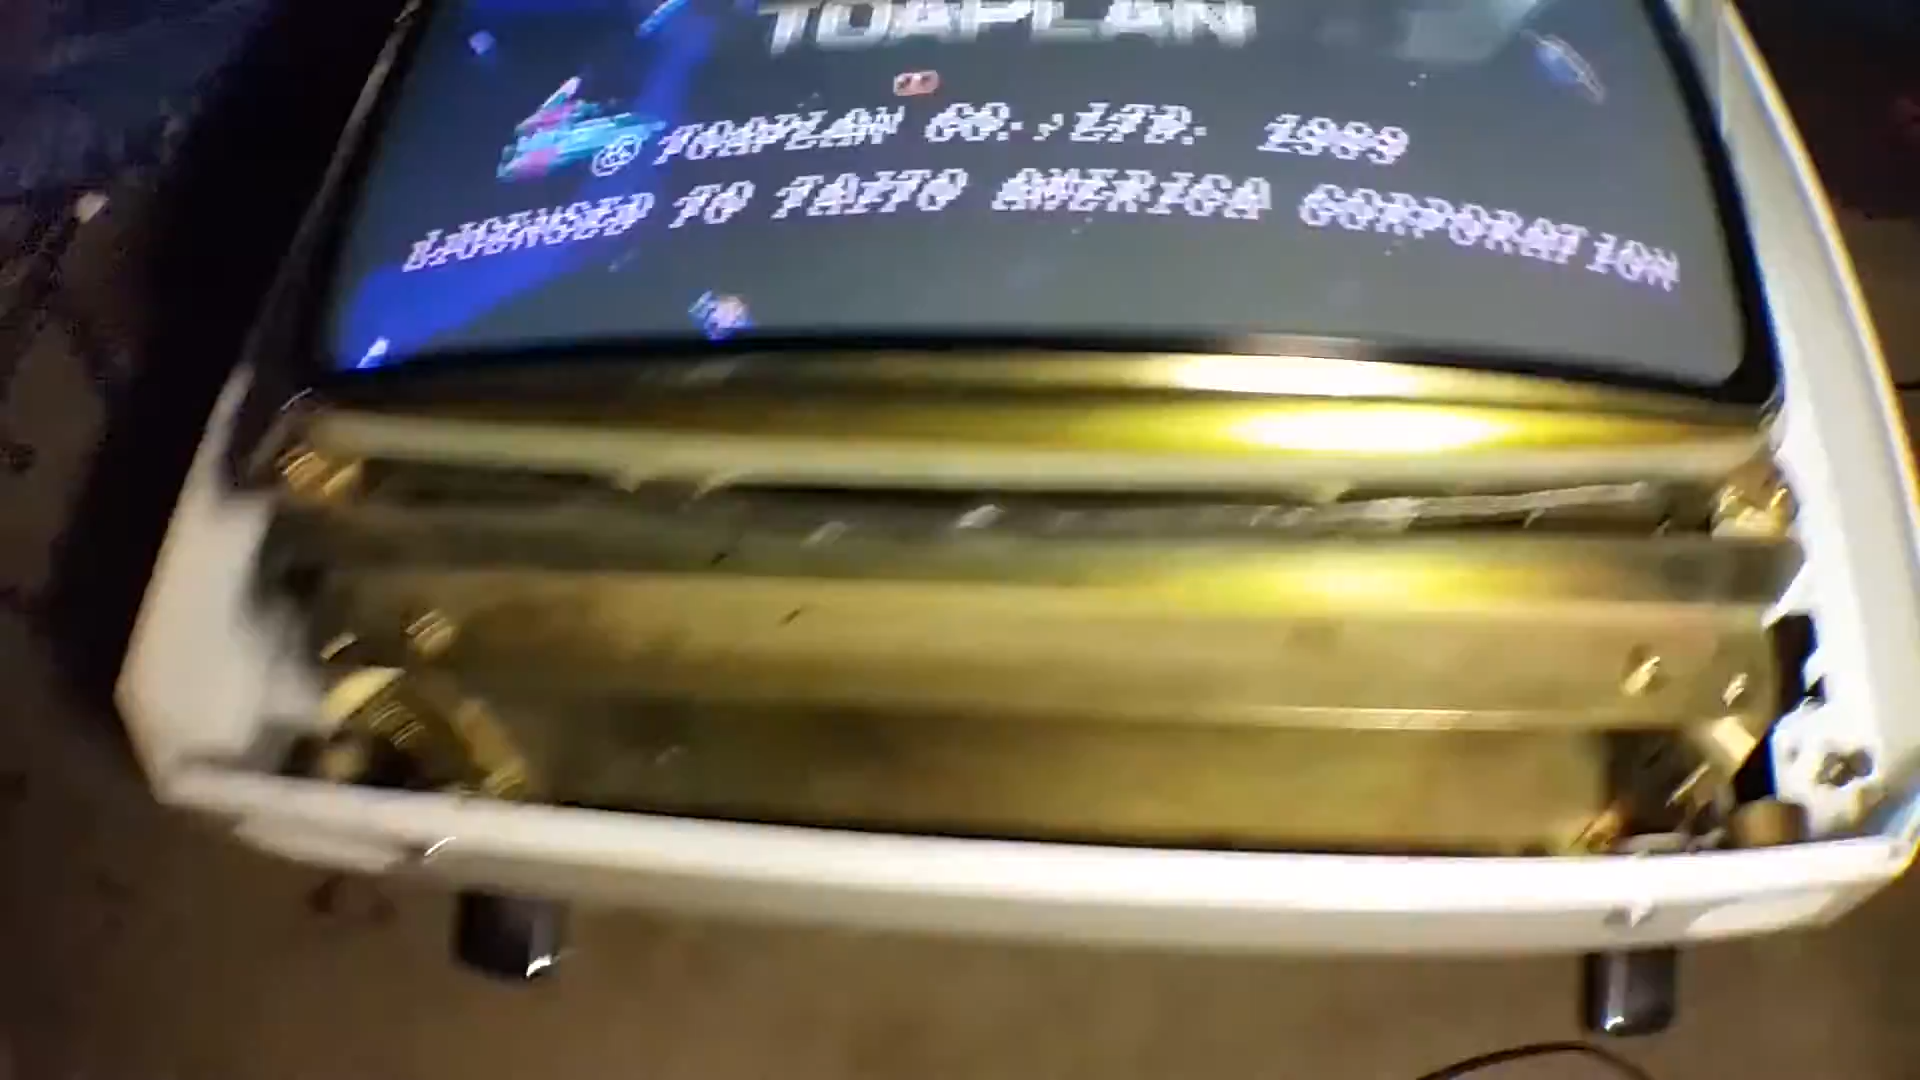 TOAPLAN
© TOAPLAN CO.,LTD. 1989
LICENSED TO TAITO AMERICA CORPORATION